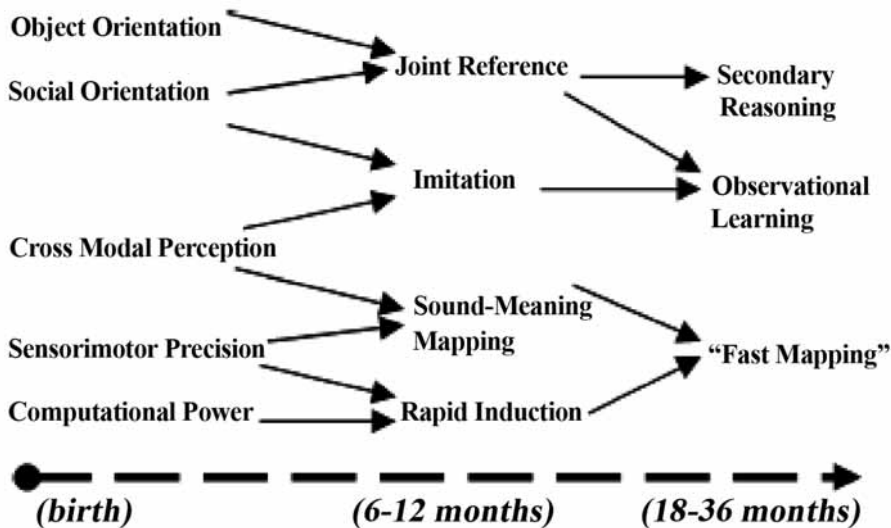 Object Orientation
Social Orientation
Joint Reference
Secondary
Reasoning
Imitation
Observational
Learning
Cross Modal Perception
Sound-Meaning
Mapping
Sensorimotor Precision
“Fast Mapping”
Computational Power
Rapid Induction
(birth)
(6-12 months)
(18-36 months)